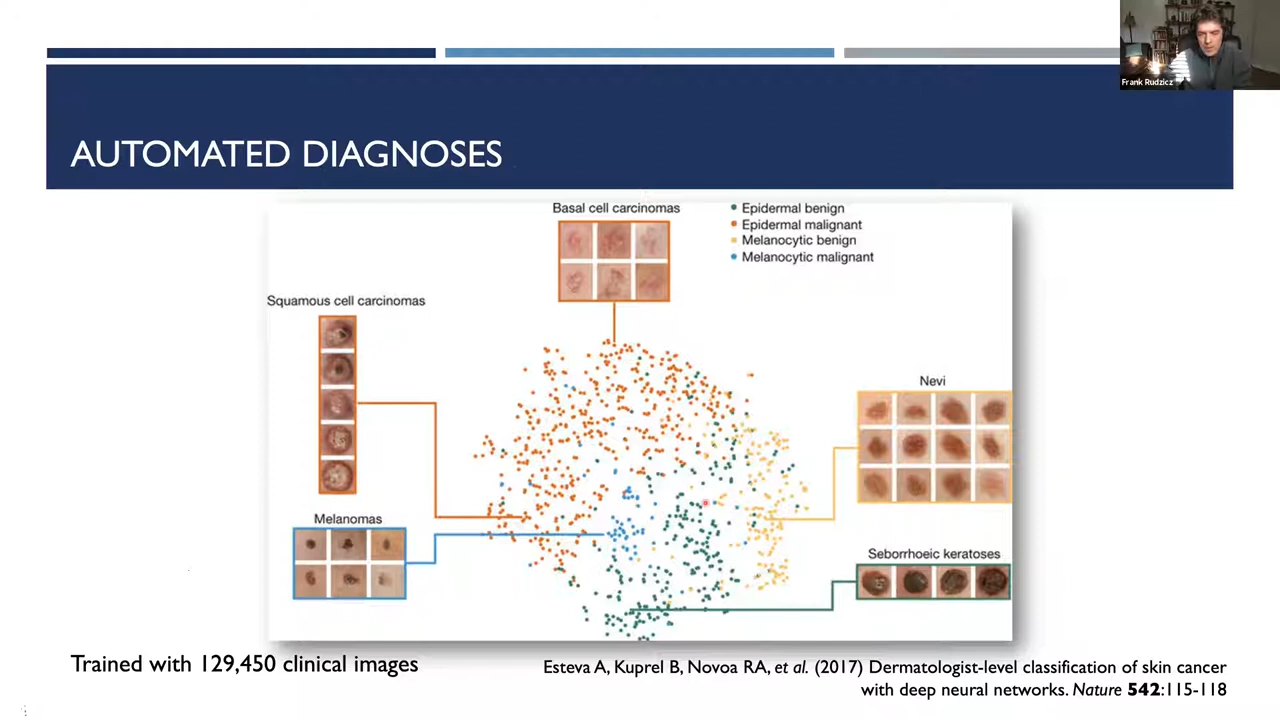 Frank Rudzicz
AUTOMATED DIAGNOSES
Basal cell carcinomas
Epidermal benign
Epidermal malignant
Melanocytic benign
Melanocytic malignant
Squamous cell carcinomas
Nevi
Melanomas
Seborrhoeic keratoses
Trained with 129,450 clinical images
Esteva A, Kuprel B, Novoa RA, et al. (2017) Dermatologist-level classification of skin cancer
with deep neural networks. Nature 542:115-118